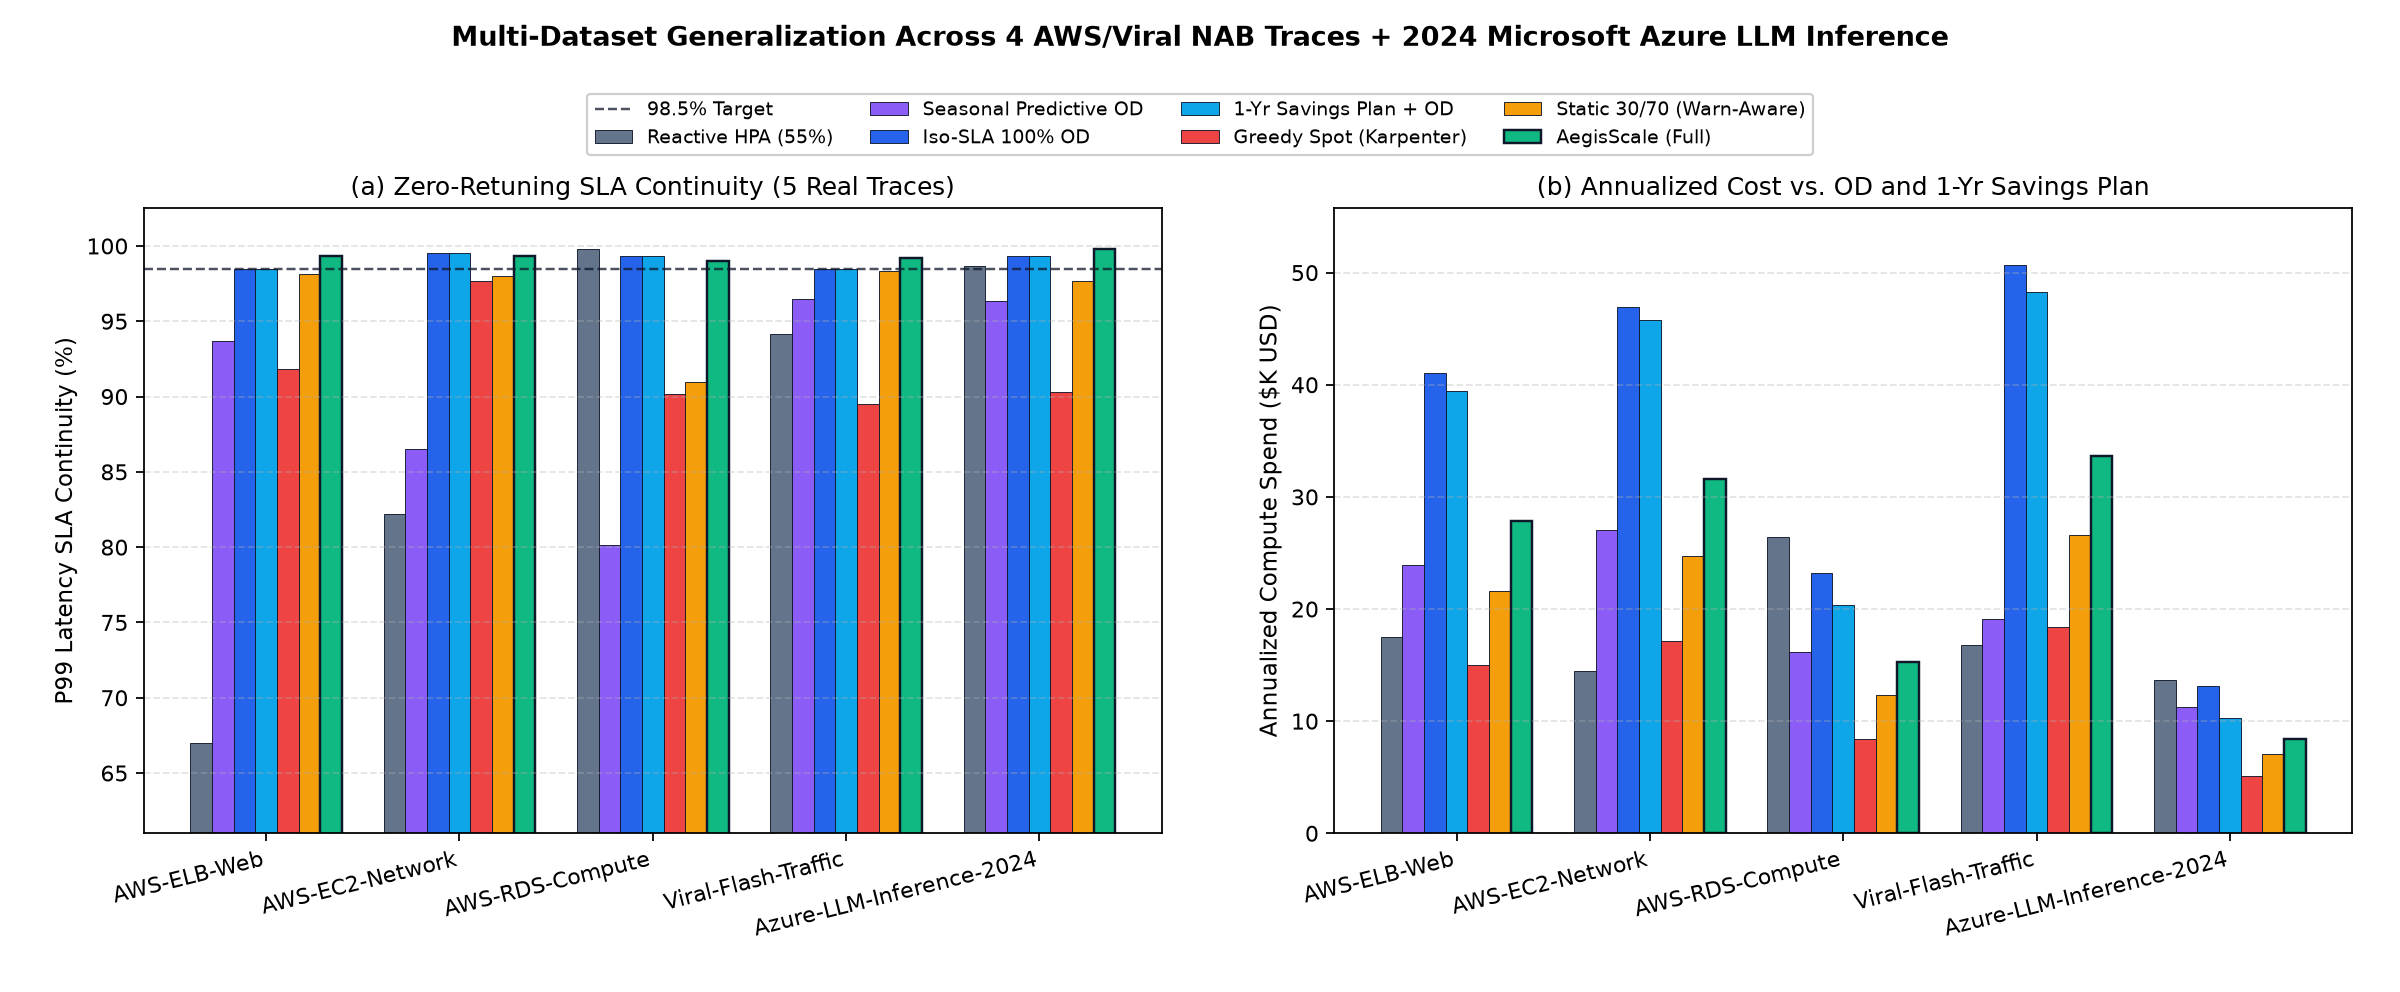 Multi-Dataset Generalization Across 4 AWS/Viral NAB Traces + 2024 Microsoft Azure LLM Inference
98.5% Target
Reactive HPA (55%)
Seasonal Predictive OD
Iso-SLA 100% OD
1-Yr Savings Plan + OD
Greedy Spot (Karpenter)
Static 30/70 (Warn-Aware)
AegisScale (Full)
(a) Zero-Retuning SLA Continuity (5 Real Traces)
P99 Latency SLA Continuity (%)
100
95
90
85
80
75
70
65
AWS-ELB-Web
AWS-EC2-Network
AWS-RDS-Compute
Viral-Flash-Traffic
Azure-LLM-Inference-2024
(b) Annualized Cost vs. OD and 1-Yr Savings Plan
Annualized Compute Spend ($K USD)
50
40
30
20
10
0
AWS-ELB-Web
AWS-EC2-Network
AWS-RDS-Compute
Viral-Flash-Traffic
Azure-LLM-Inference-2024